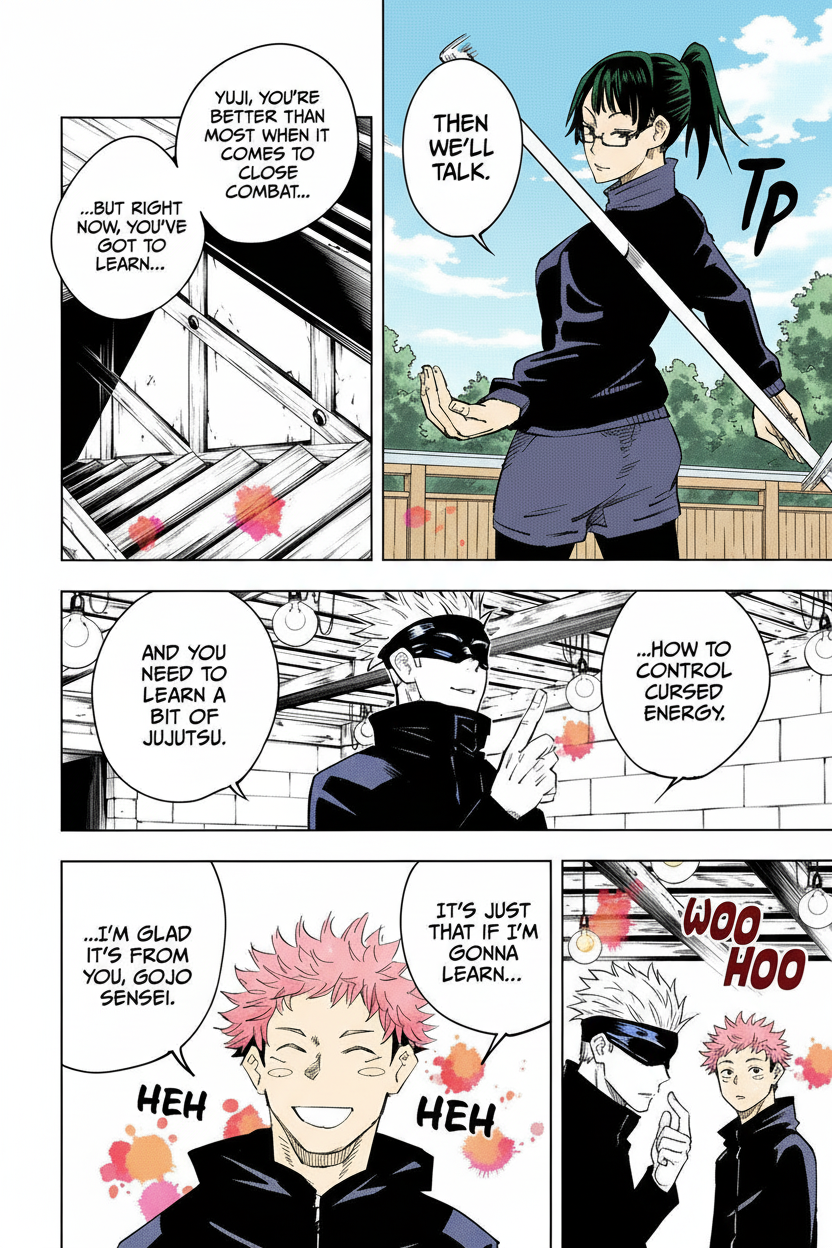 THEN
WE'LL
TALK.
TP
YUJI, YOU'RE
BETTER THAN
MOST WHEN IT
COMES TO
CLOSE
COMBAT...
...BUT RIGHT
NOW, YOU'VE
GOT TO
LEARN...
...HOW TO
CONTROL
CURSED
ENERGY.
AND YOU
NEED TO
LEARN A
BIT OF
JUJUTSU.
WOO
HOO
IT'S JUST
THAT IF I'M
GONNA
LEARN...
...I'M GLAD
IT'S FROM
YOU, GOJO
SENSEI.
HEH
HEH